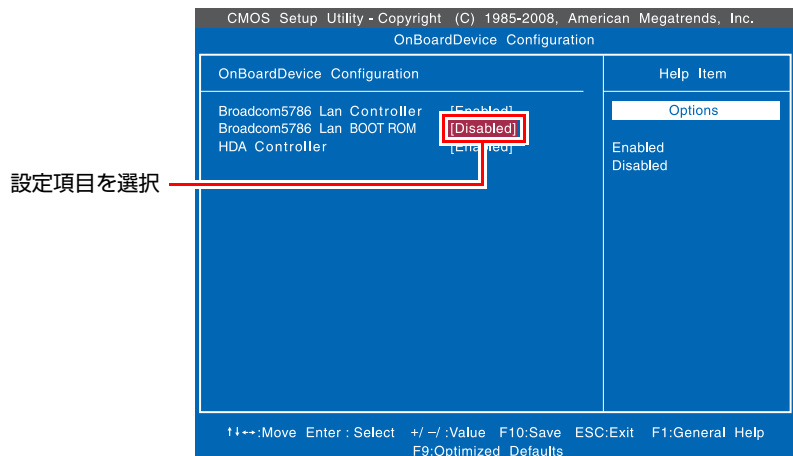 CMOS Setup Utility - Copyright (C) 1985-2008, American Megatrends, Inc.
OnBoardDevice Configuration
OnBoardDevice Configuration
Help Item
Broadcom5786 Lan Controller [Enabled]
Broadcom5786 Lan BOOT ROM [Disabled]
HDA Controller [Enabled]
Options
Enabled
Disabled
設定項目を選択
↑↓↔:Move Enter : Select +/−/ :Value F10:Save ESC:Exit F1:General Help
F9:Optimized Defaults